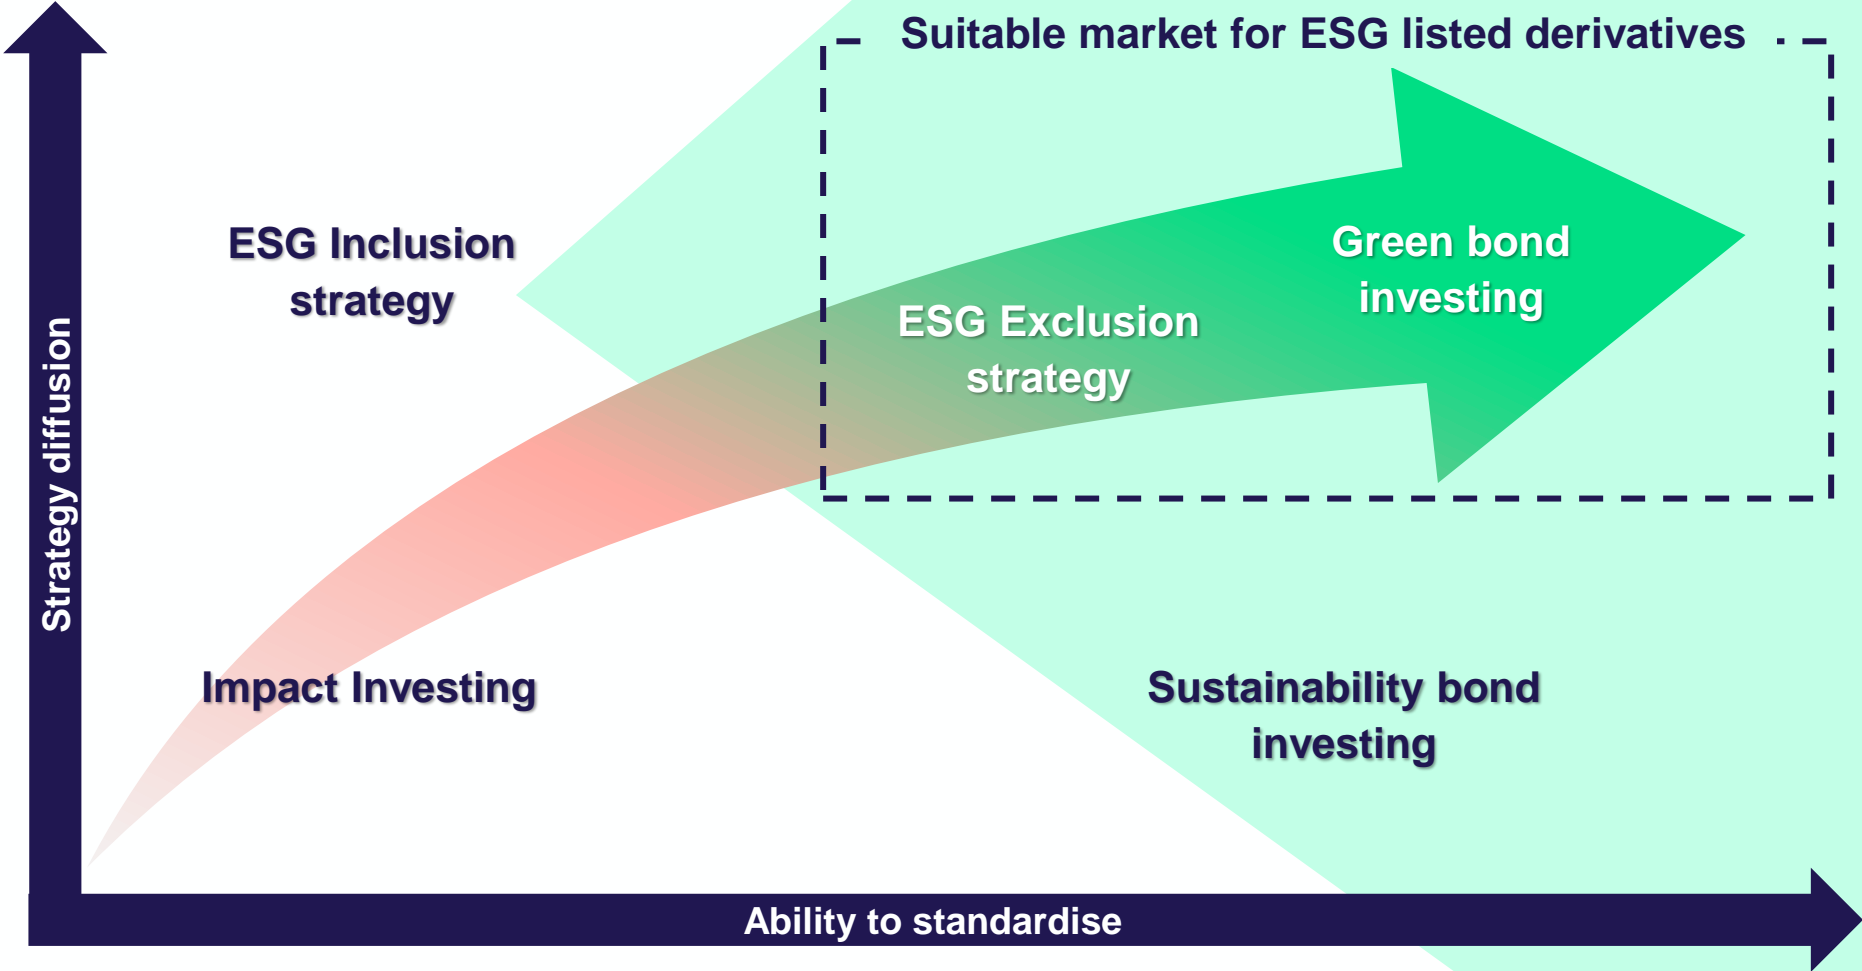 Suitable market for ESG listed derivatives
ESG Inclusion
strategy
Green bond
investing
ESG Exclusion
strategy
Strategy diffusion
Impact Investing
Sustainability bond
investing
Ability to standardise